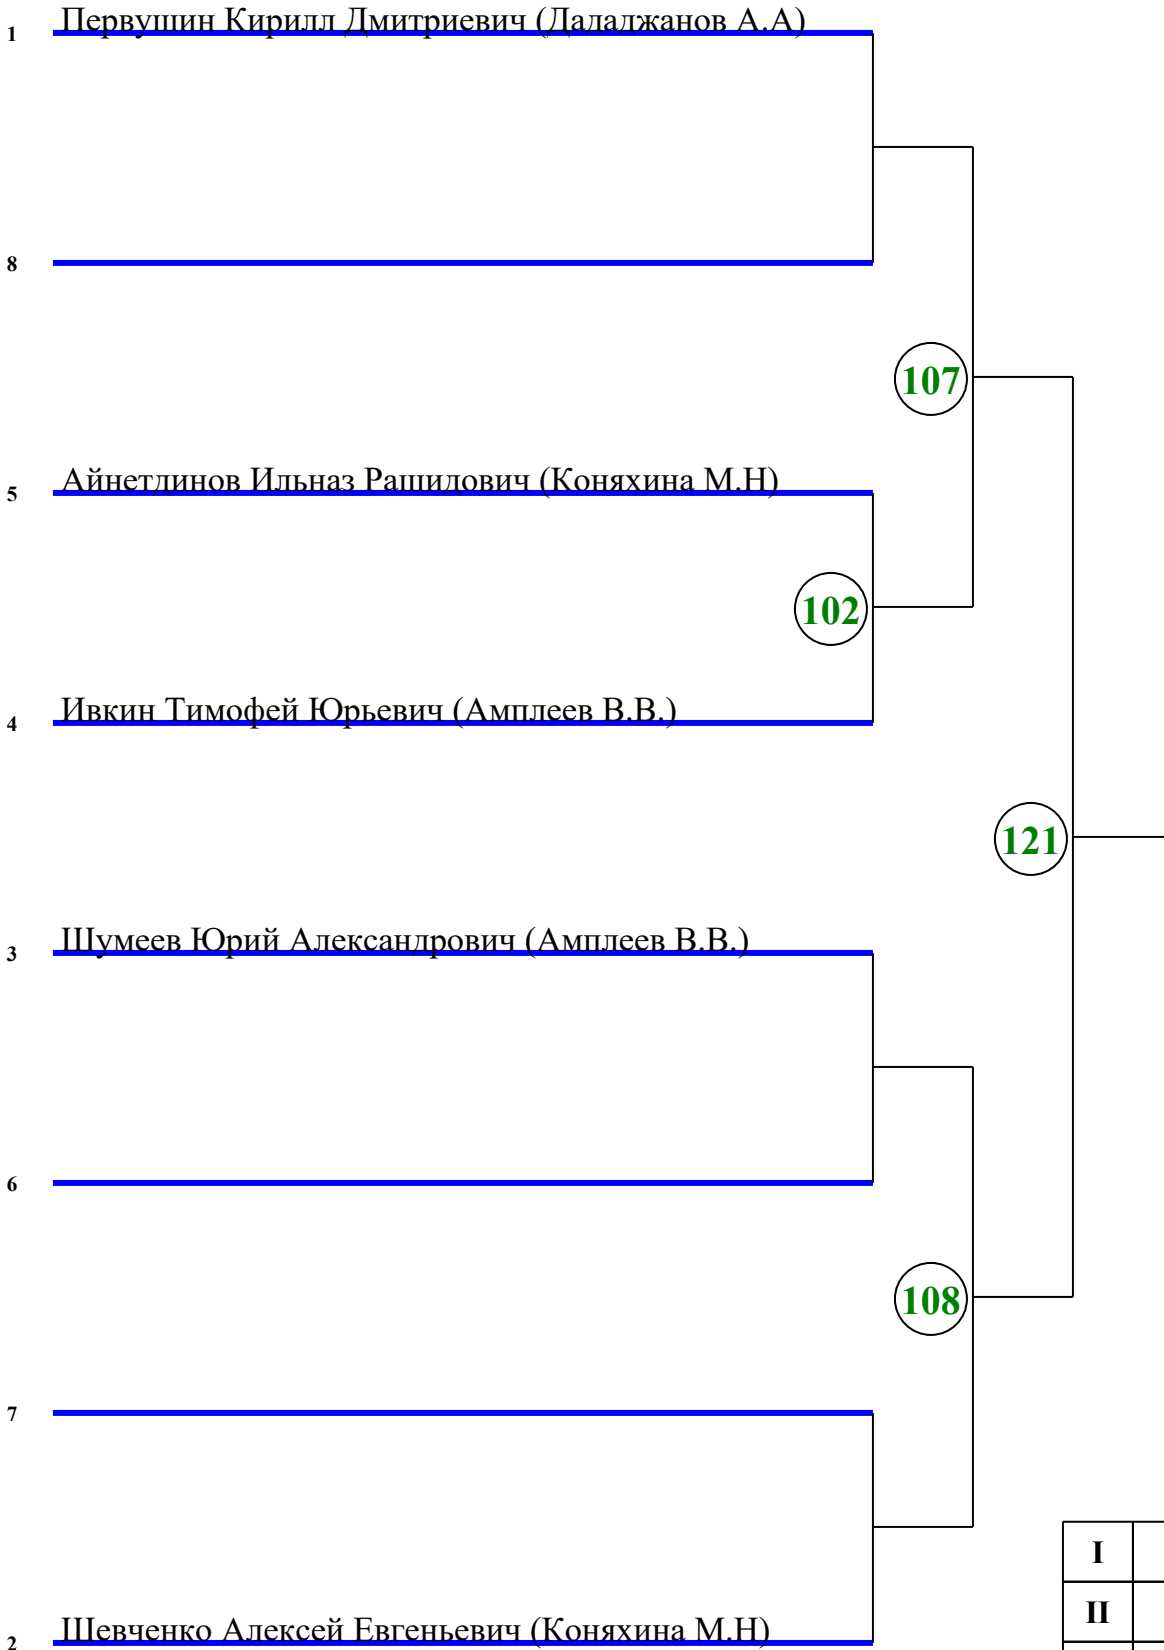 1 Первушин Кирилл Дмитриевич (Дададжанов А.А)
8
107
5 Айнетдинов Ильназ Рашидович (Коняхина М.Н)
102
4 Ивкин Тимофей Юрьевич (Амплеев В.В.)
121
3 Шумеев Юрий Александрович (Амплеев В.В.)
6
108
7
I
II
2 Шевченко Алексей Евгеньевич (Коняхина М.Н)